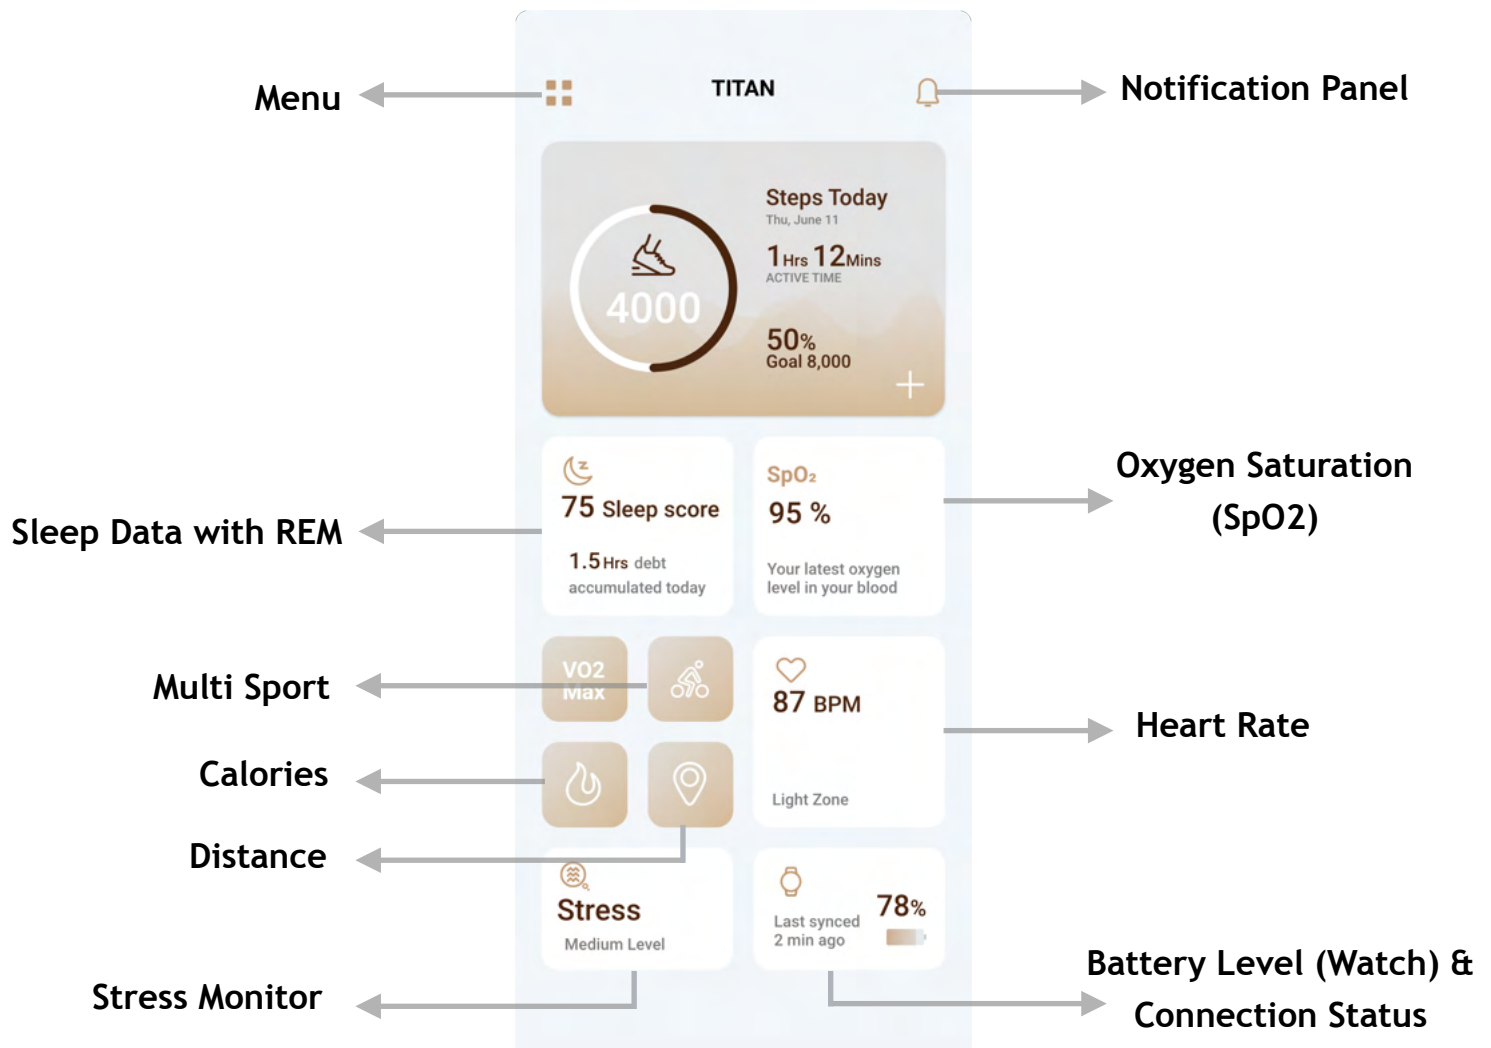 Menu
TITAN
Notification Panel
Steps Today
Thu, June 11
1Hrs 12Mins
ACTIVE TIME
4000
50%
Goal 8,000
z
75 Sleep score
1.5Hrs debt
accumulated today
Sleep Data with REM
SpO₂
95 %
Your latest oxygen
level in your blood
Oxygen Saturation
(SpO2)
VO2
Max
Multi Sport
87 BPM
Light Zone
Heart Rate
Calories
Distance
Stress
Medium Level
Stress Monitor
Last synced
2 min ago
78%
Battery Level (Watch) &
Connection Status